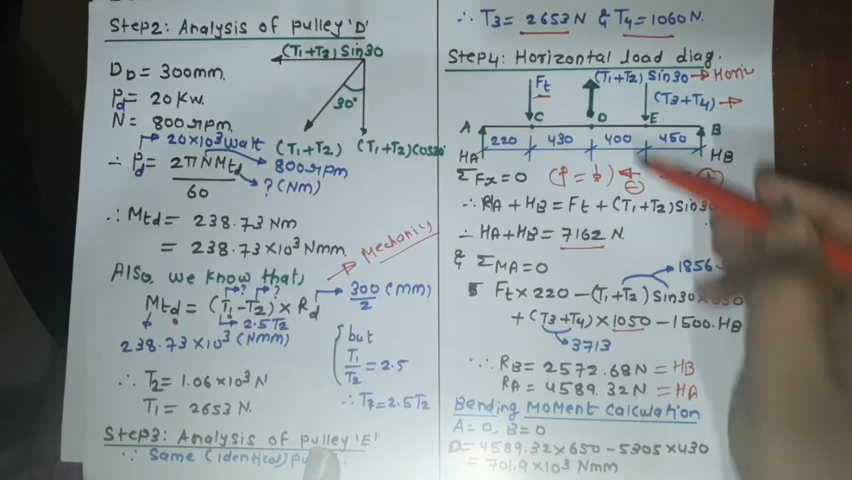 Step2: Analysis of pulley 'D'
(T1+T2) Sin30
DD = 300mm.
Pd = 20 Kw.
N = 800 rpm.
30°
20×10³ watt
(T1+T2)
(T1+T2)cos30
∴ Pd = 2πNMtd / 60
800rpm
? (Nm)
∴ Mtd = 238.73 Nm
= 238.73×10³ Nmm.
Mechanics
Also, we know that,
Mtd = (T1-T2) × Rd
300/2 (mm)
2.5T2
238.73×10³ (Nmm)
but
T1/T2 = 2.5
∴ T2 = 1.06×10³ N
T1 = 2653 N.
Step3: Analysis of pulley 'E'
∵ Same (identical)
∴ T3 = 2653 N & T4 = 1060 N.
Step4: Horizontal load diag.
Ft
(T1+T2) Sin30 → Hori
(T3+T4) →
A
C
D
E
B
220
430
400
450
HA
HB
ΣFx = 0
∴ RA + HB = Ft + (T1+T2)Sin
∴ HA + HB = 7162 N.
& ΣMA = 0
1856
Ft × 220 - (T1+T2) Sin30×650
+ (T3+T4) × 1050 - 1500.HB
3713
∴ RB = 2572.68N = HB
RA = 4589.32 N = HA
Bending Moment Calculation
A=0, B=0
D = 4589.32×650 - 5305×430
= 701.9×10³ Nmm